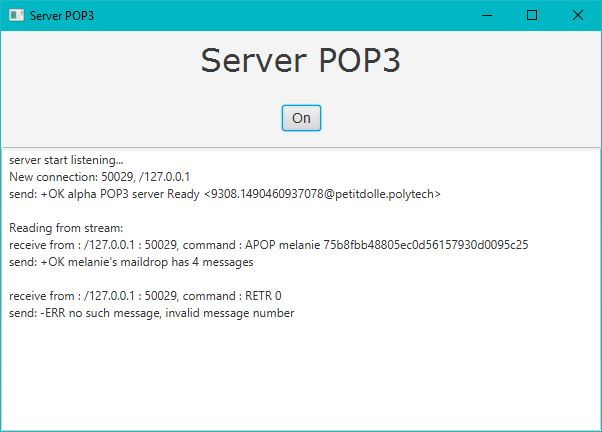 Server POP3
Server POP3
On
server start listening...
New connection: 50029, /127.0.0.1
send: +OK alpha POP3 server Ready <9308.1490460937078@petitdolle.polytech>
Reading from stream:
receive from : /127.0.0.1 : 50029, command : APOP melanie 75b8fbb48805ec0d56157930d0095c25
send: +OK melanie's maildrop has 4 messages
receive from : /127.0.0.1 : 50029, command : RETR 0
send: -ERR no such message, invalid message number